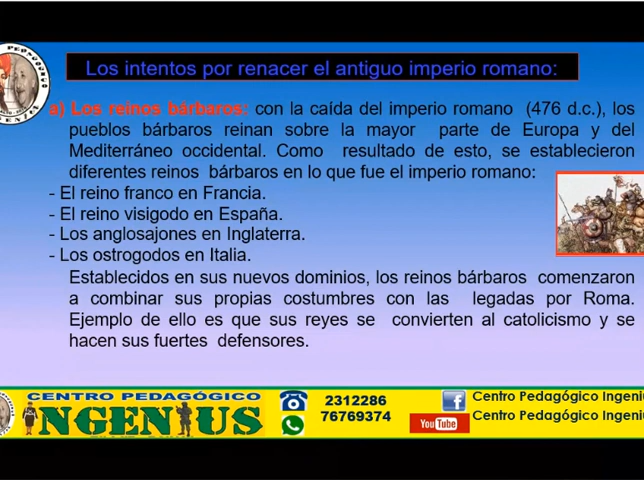 Los intentos por renacer el antiguo imperio romano:
a) Los reinos bárbaros: con la caída del imperio romano (476 d.c.), los
pueblos bárbaros reinan sobre la mayor parte de Europa y del
Mediterráneo occidental. Como resultado de esto, se establecieron
diferentes reinos bárbaros en lo que fue el imperio romano:
- El reino franco en Francia.
- El reino visigodo en España.
- Los anglosajones en Inglaterra.
- Los ostrogodos en Italia.
Establecidos en sus nuevos dominios, los reinos bárbaros comenzaron
a combinar sus propias costumbres con las legadas por Roma.
Ejemplo de ello es que sus reyes se convierten al catolicismo y se
hacen sus fuertes defensores.
CENTRO PEDAGÓGICO
INGENIUS
2312286
76769374
Centro Pedagógico Ingeni
You Tube
Centro Pedagógico Ingeni